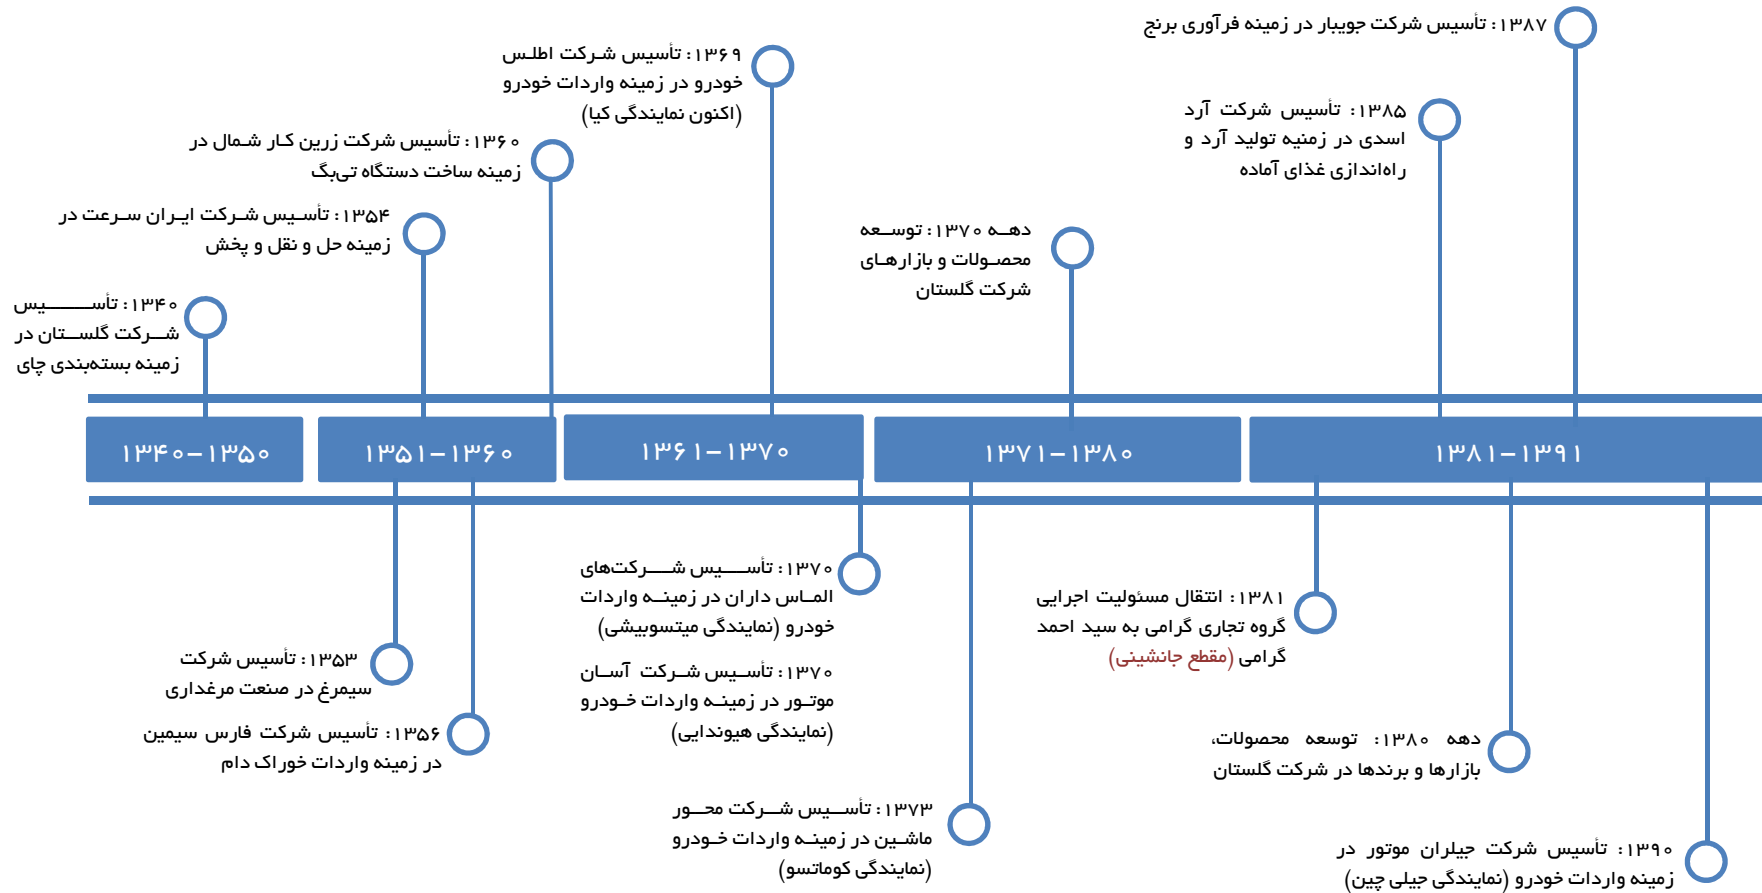 ۱۳۸۷: تأسیس شرکت جویبار در زمینه فرآوری برنج
۱۳۶۹: تأسیس شرکت اطلس
خودرو در زمینه واردات خودرو
(اکنون نمایندگی کیا)
۱۳۸۵: تأسیس شرکت آرد
اسدی در زمنیه تولید آرد و
راه‌اندازی غذای آماده
۱۳۶۰: تأسیس شرکت زرین کار شمال در
زمینه ساخت دستگاه تی‌بگ
۱۳۵۴: تأسیس شرکت ایران سرعت در
زمینه حل و نقل و پخش
دهه ۱۳۷۰: توسعه
محصولات و بازارهای
شرکت گلستان
۱۳۴۰: تأسیس
شرکت گلستان در
زمینه بسته‌بندی چای
۱۳۴۰-۱۳۵۰
۱۳۵۱-۱۳۶۰
۱۳۶۱-۱۳۷۰
۱۳۷۱-۱۳۸۰
۱۳۸۱-۱۳۹۱
۱۳۵۳: تأسیس شرکت
سیمرغ در صنعت مرغداری
۱۳۵۶: تأسیس شرکت فارس سیمین
در زمینه واردات خوراک دام
۱۳۷۰: تأسیس شرکت‌های
الماس داران در زمینه واردات
خودرو (نمایندگی میتسوبیشی)
۱۳۷۰: تأسیس شرکت آسان
موتور در زمینه واردات خودرو
(نمایندگی هیوندایی)
۱۳۷۳: تأسیس شرکت محور
ماشین در زمینه واردات خودرو
(نمایندگی کوماتسو)
۱۳۸۱: انتقال مسئولیت اجرایی
گروه تجاری گرامی به سید احمد
گرامی (مقطع جانشینی)
دهه ۱۳۸۰: توسعه محصولات،
بازارها و برندها در شرکت گلستان
۱۳۹۰: تأسیس شرکت جیلران موتور در
زمینه واردات خودرو (نمایندگی جیلی چین)